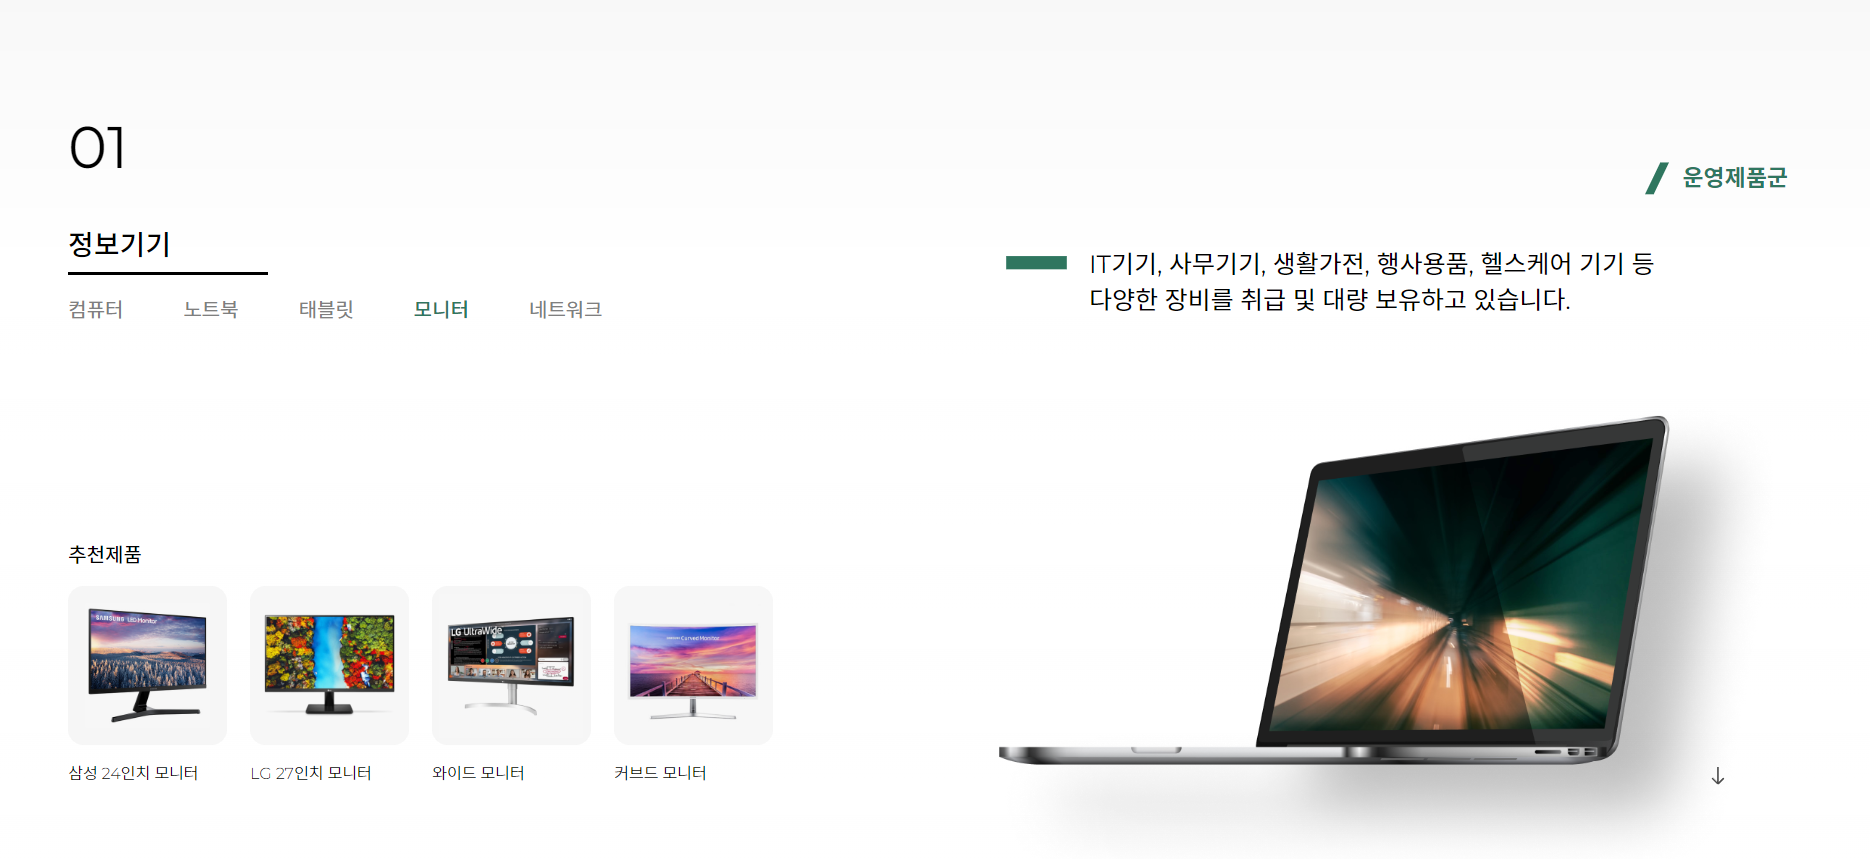 01
운영제품군
정보기기
IT기기, 사무기기, 생활가전, 행사용품, 헬스케어 기기 등
다양한 장비를 취급 및 대량 보유하고 있습니다.
컴퓨터 노트북 태블릿 모니터 네트워크
추천제품
SAMSUNG LED Monitor
LG UltraWide
Curved Monitor
삼성 24인치 모니터
LG 27인치 모니터
와이드 모니터
커브드 모니터